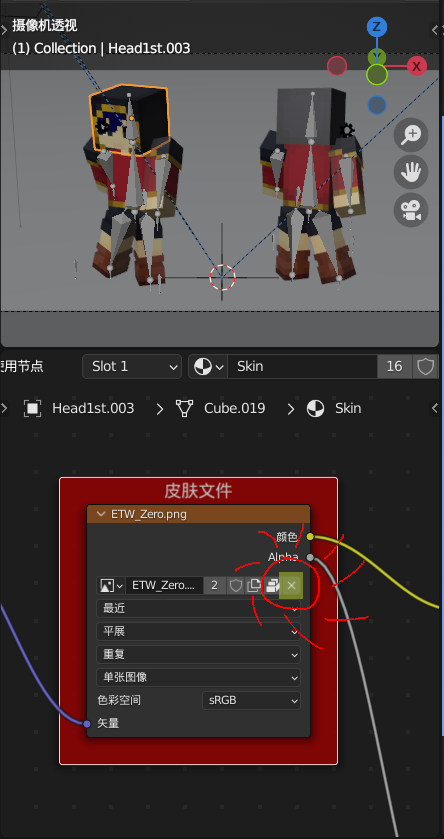 摄像机透视
(1) Collection | Head1st.003
Z
Y
X
使用节点
Slot 1
Skin
16
Head1st.003
Cube.019
Skin
皮肤文件
ETW_Zero.png
颜色
Alpha
ETW_Zero....
2
最近
平展
重复
单张图像
色彩空间
sRGB
矢量